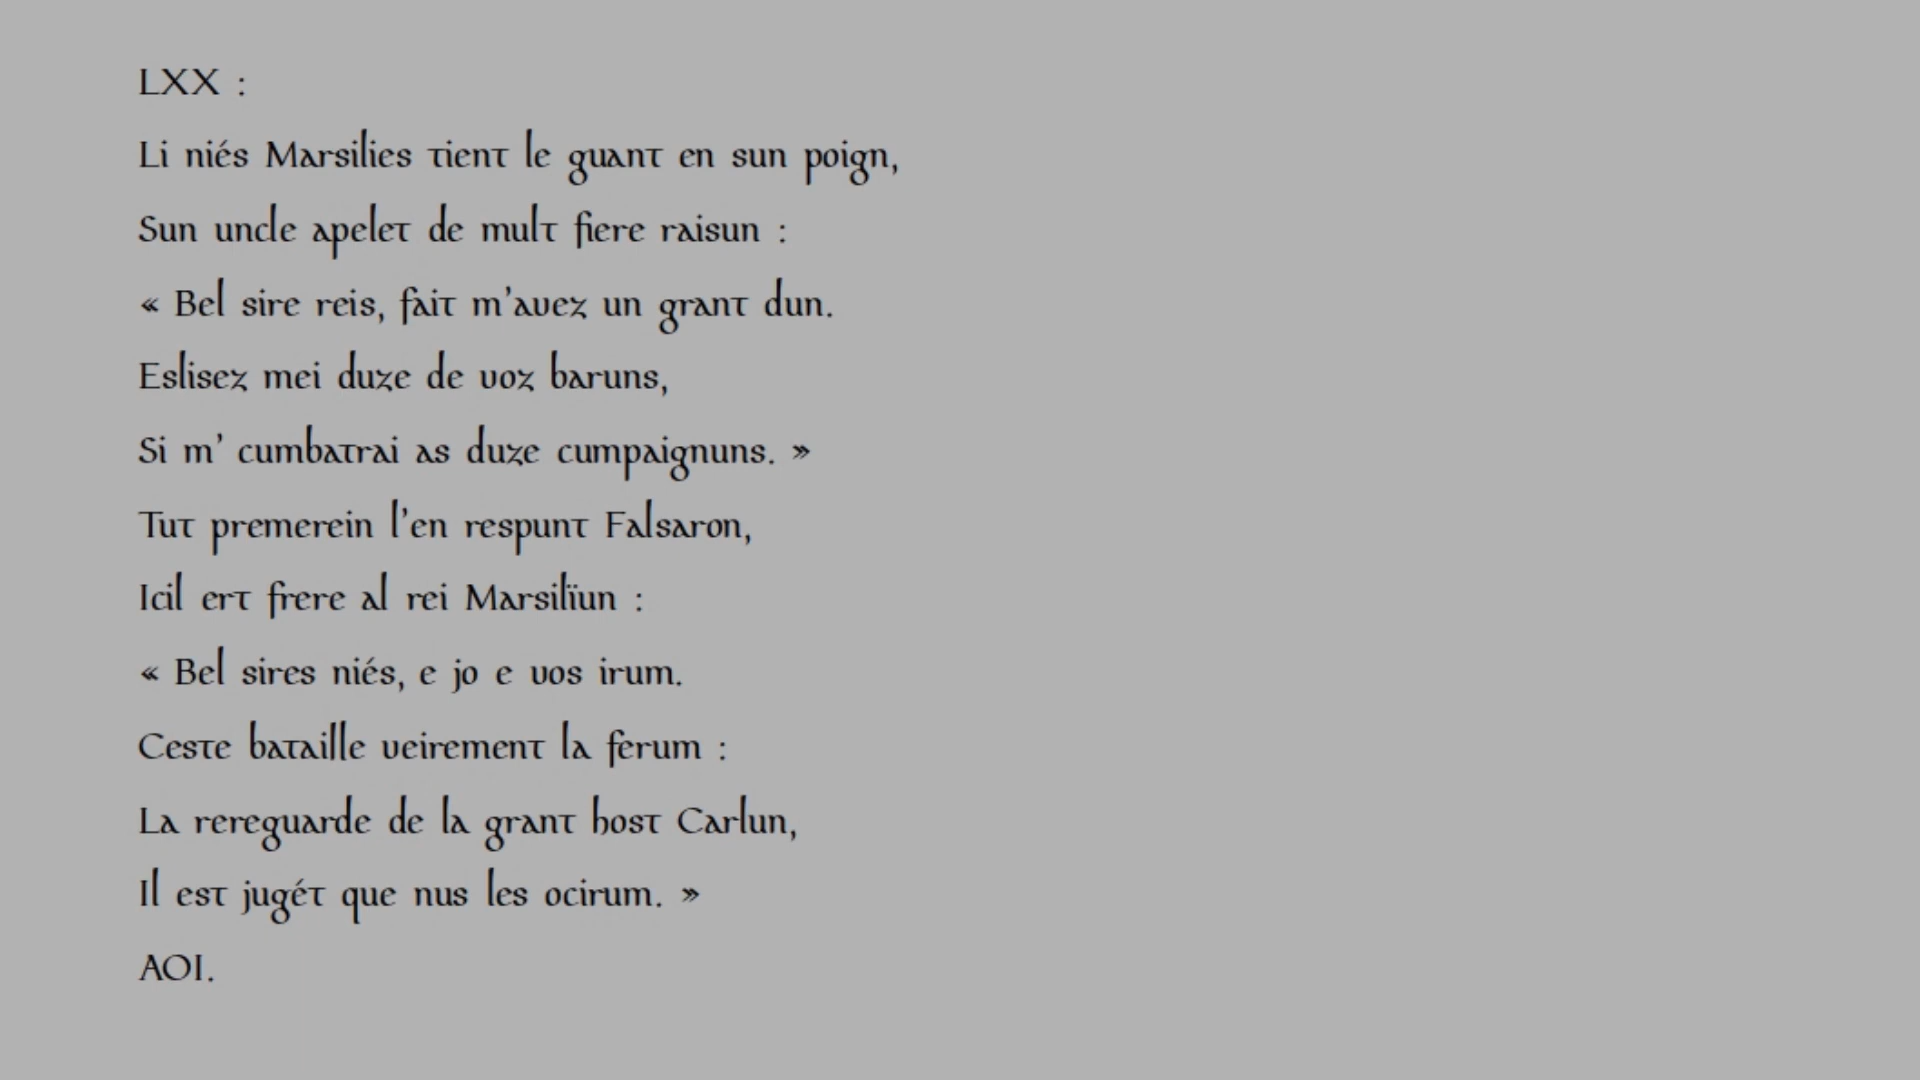 LXX :
Li niés Marsilies tient le guant en sun poign,
Sun uncle apelet de mult fiere raisun :
« Bel sire reis, fait m'avez un grant dun.
Eslisez mei duze de voz baruns,
Si m' cumbatrai as duze cumpaignuns. »
Tut premerein l'en respunt Falsaron,
Icil ert frere al rei Marsilïun :
« Bel sires niés, e jo e vos irum.
Ceste bataille veirement la ferum :
La rereguarde de la grant host Carlun,
Il est jugét que nus les ocirum. »
AOI.